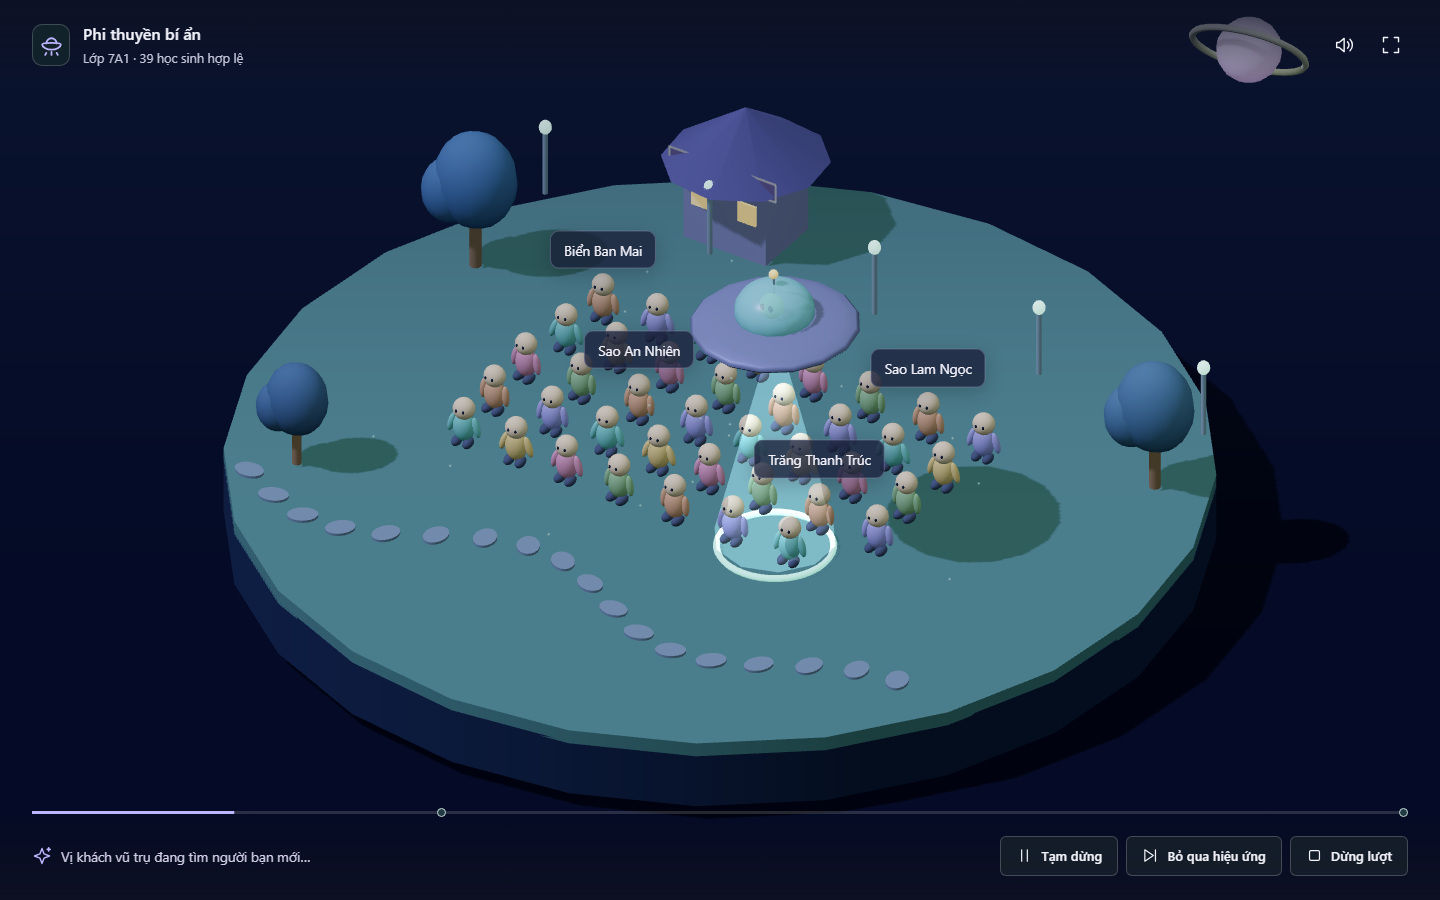 Phi thuyền bí ẩn
Lớp 7A1 · 39 học sinh hợp lệ
Biển Ban Mai
Sao An Nhiên
Sao Lam Ngọc
Trăng Thanh Trúc
Vị khách vũ trụ đang tìm người bạn mới...
Tạm dừng
Bỏ qua hiệu ứng
Dừng lượt